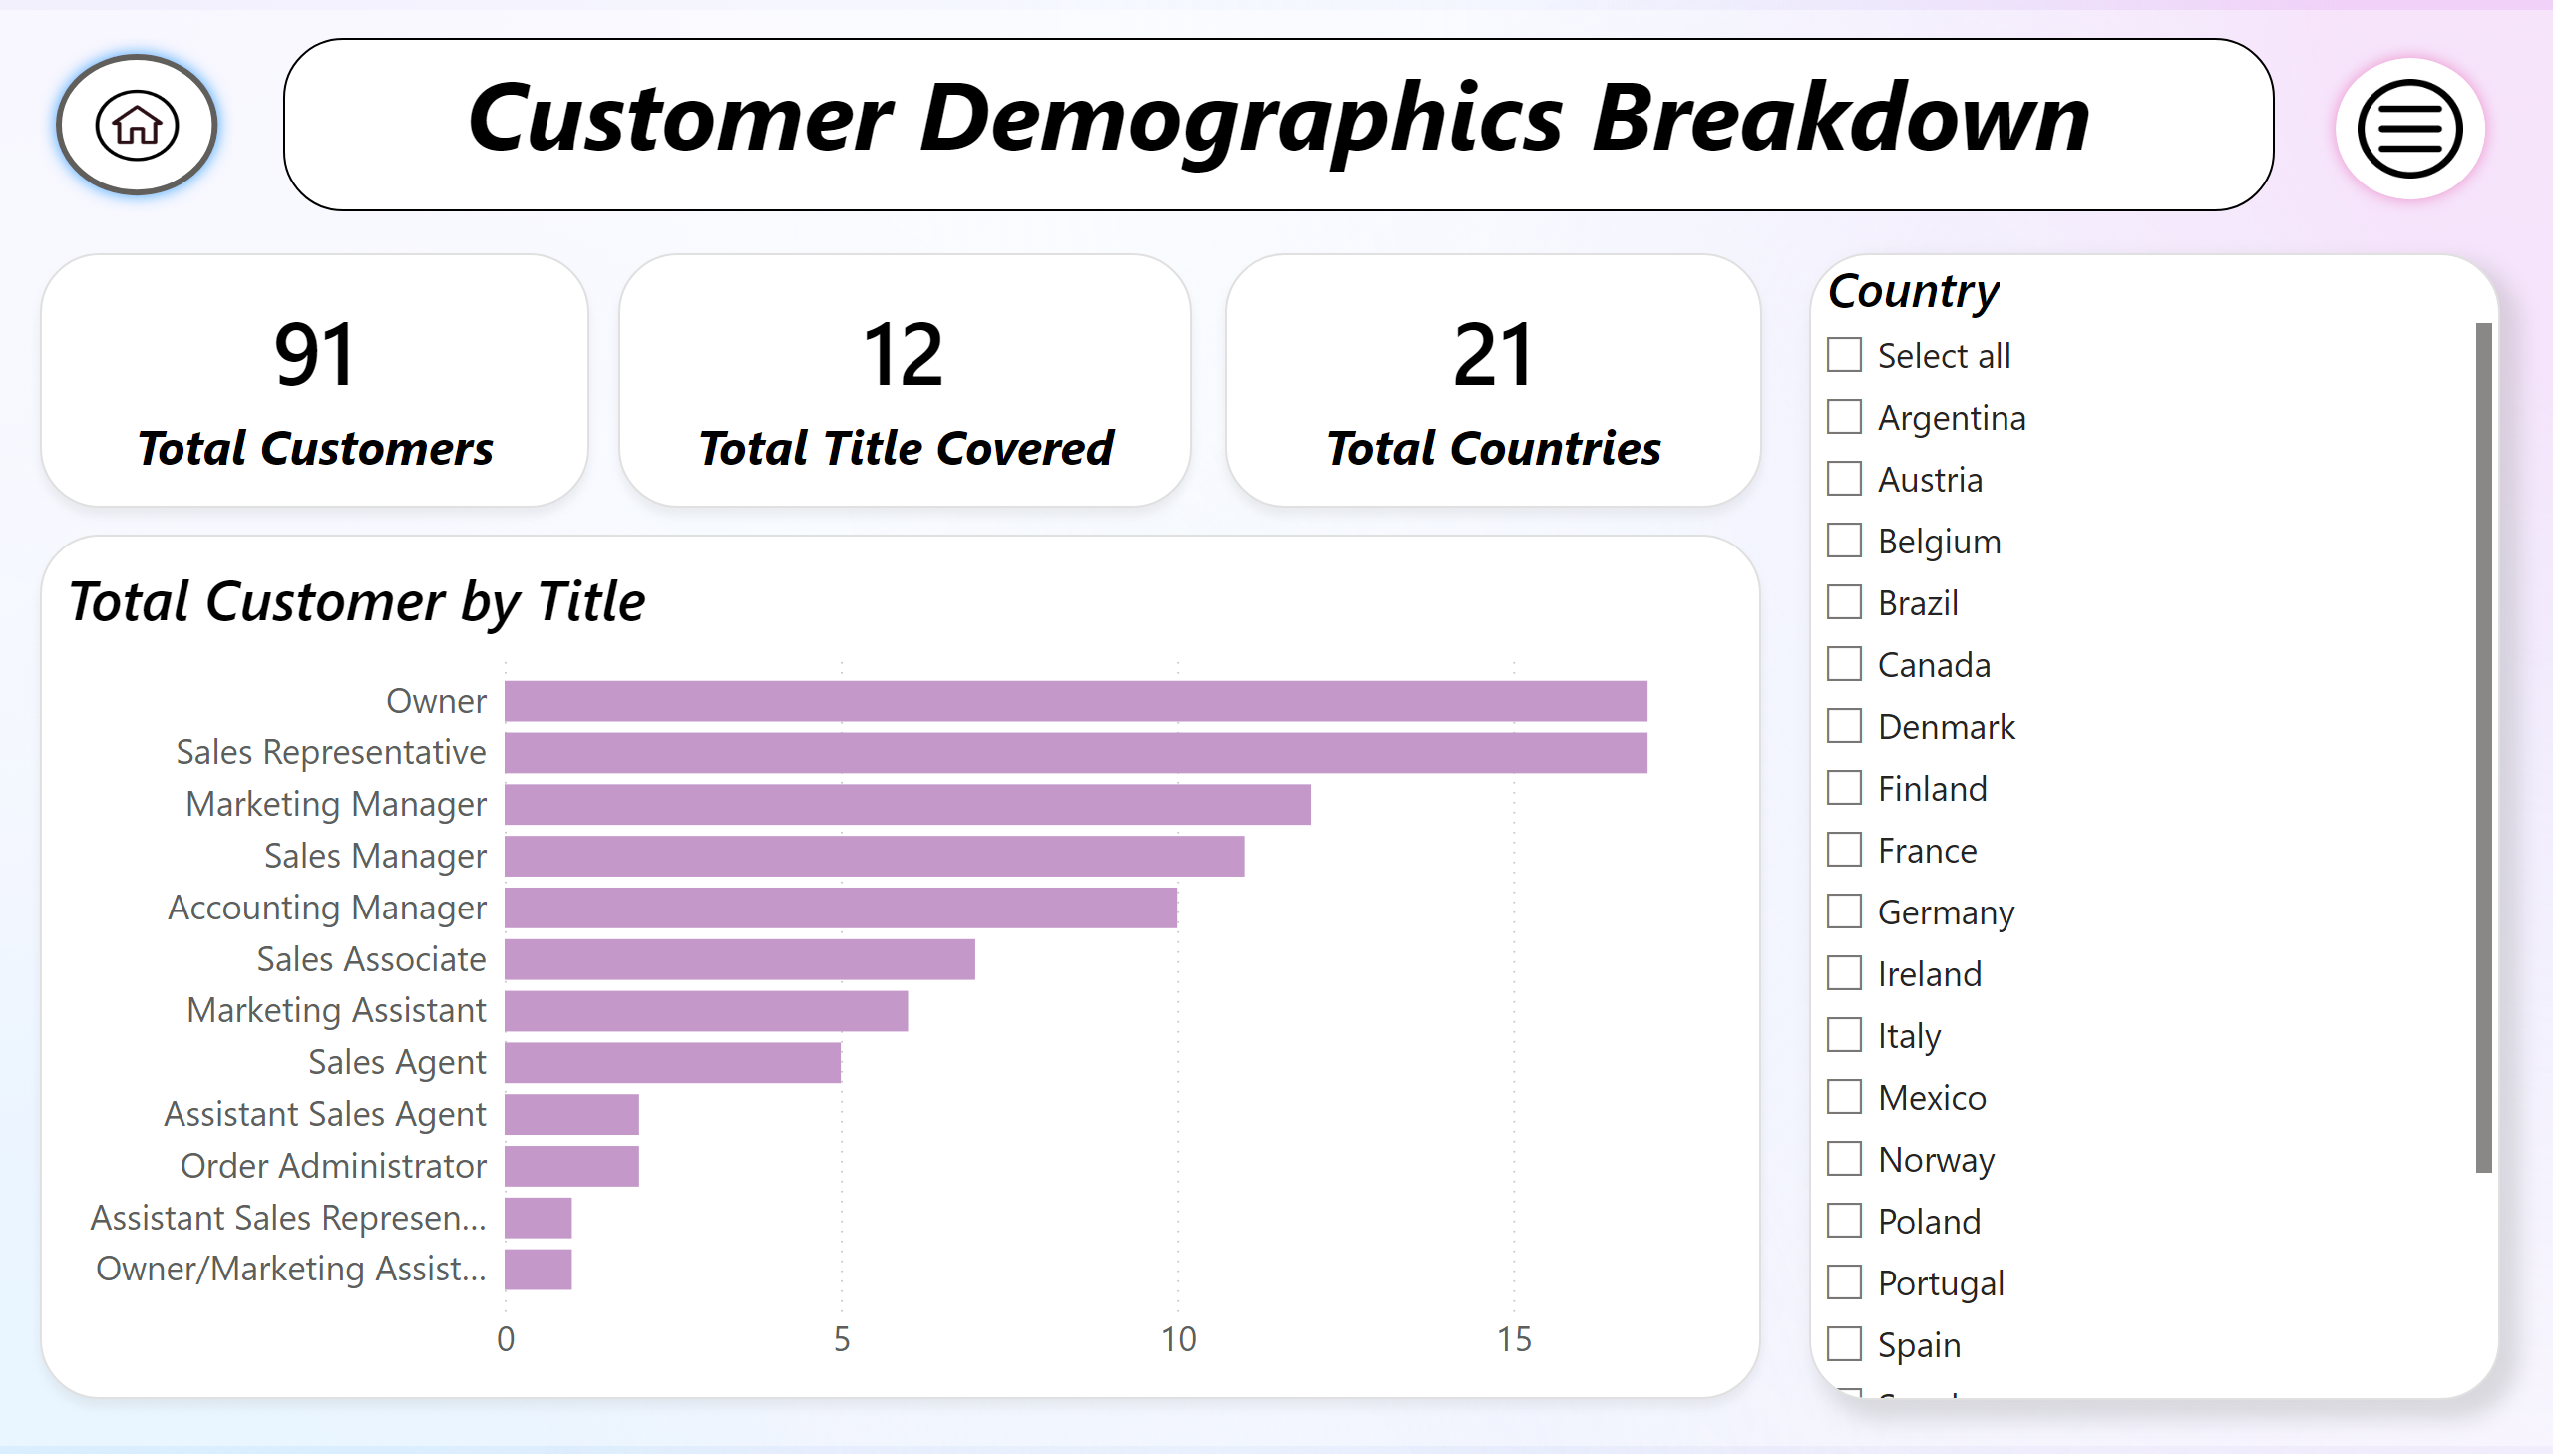 Customer Demographics Breakdown
91
Total Customers
12
Total Title Covered
21
Total Countries
Total Customer by Title
Owner
Sales Representative
Marketing Manager
Sales Manager
Accounting Manager
Sales Associate
Marketing Assistant
Sales Agent
Assistant Sales Agent
Order Administrator
Assistant Sales Represen...
Owner/Marketing Assist...
0 5 10 15
Country
Select all
Argentina
Austria
Belgium
Brazil
Canada
Denmark
Finland
France
Germany
Ireland
Italy
Mexico
Norway
Poland
Portugal
Spain